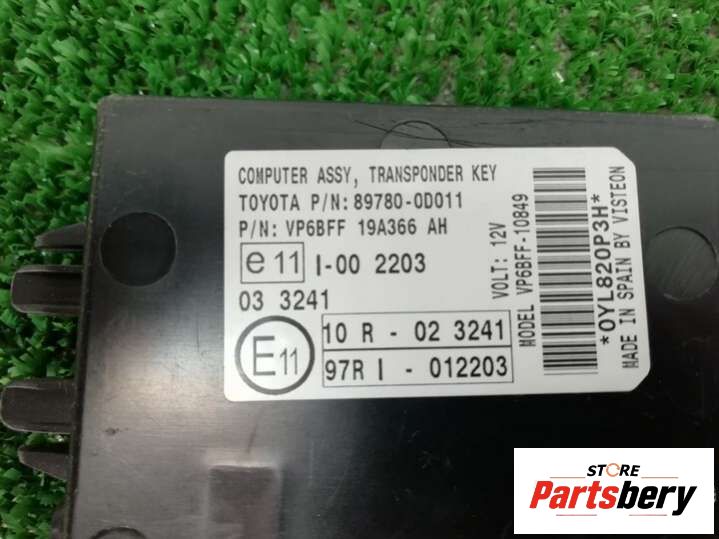 COMPUTER ASSY, TRANSPONDER KEY
TOYOTA P/N: 89780-0D011
P/N: VP6BFF 19A366 AH
e 11 I-00 2203
03 3241
E11
10 R - 02 3241
97R I - 012203
VOLT: 12V
MODEL VP6BFF-10849
*0YL820P3H*
MADE IN SPAIN BY VISTEON
STORE
Partsbery